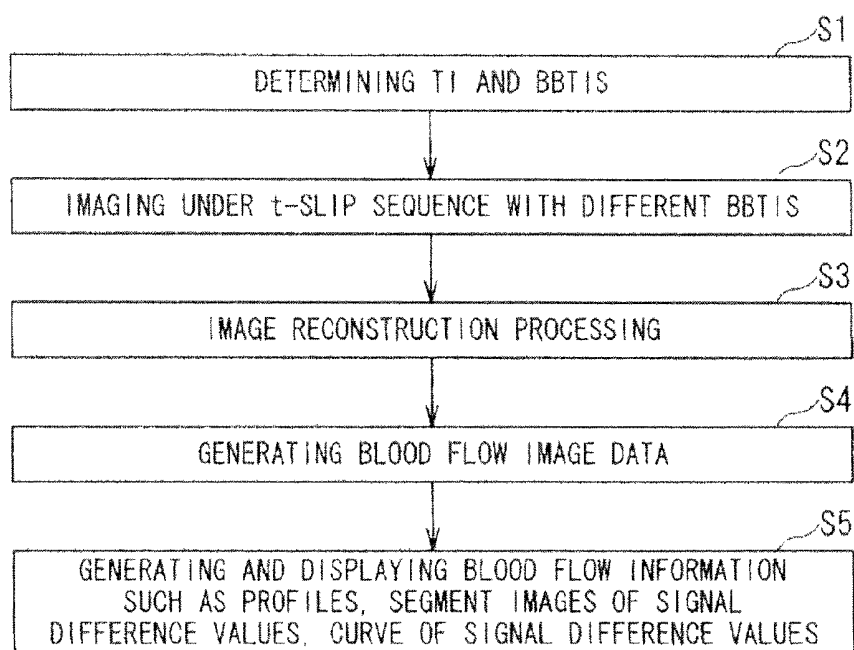 S1
DETERMINING TI AND BBTIS
S2
IMAGING UNDER t-SLIP SEQUENCE WITH DIFFERENT BBTIS
S3
IMAGE RECONSTRUCTION PROCESSING
S4
GENERATING BLOOD FLOW IMAGE DATA
S5
GENERATING AND DISPLAYING BLOOD FLOW INFORMATION
SUCH AS PROFILES, SEGMENT IMAGES OF SIGNAL
DIFFERENCE VALUES, CURVE OF SIGNAL DIFFERENCE VALUES